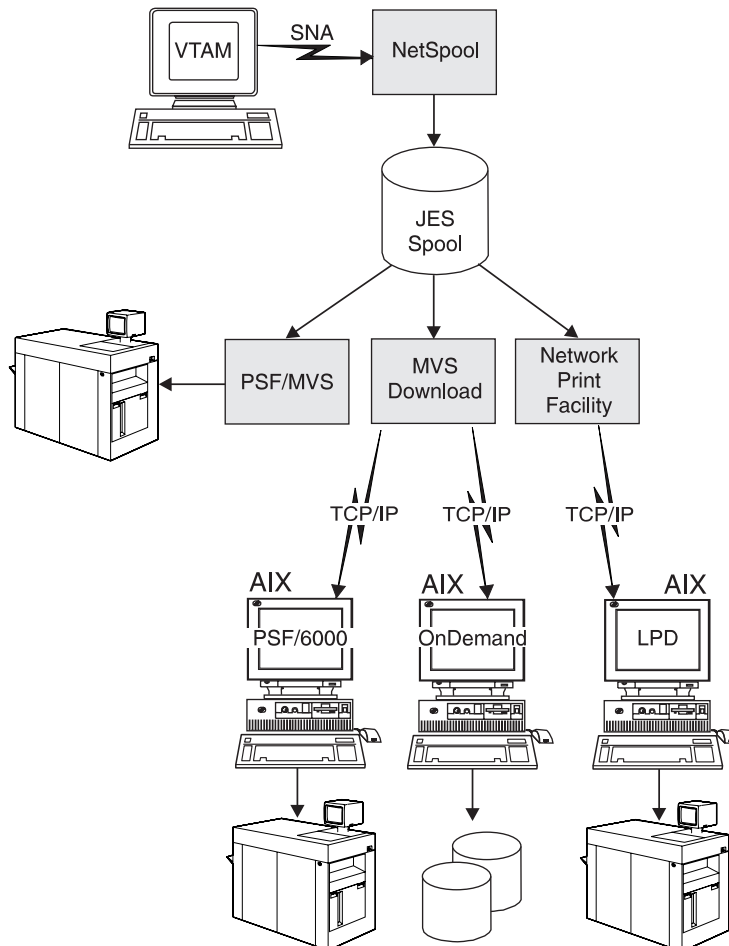 VTAM
SNA
NetSpool
JES
Spool
PSF/MVS
MVS
Download
Network
Print
Facility
TCP/IP
TCP/IP
TCP/IP
AIX
AIX
AIX
PSF/6000
OnDemand
LPD